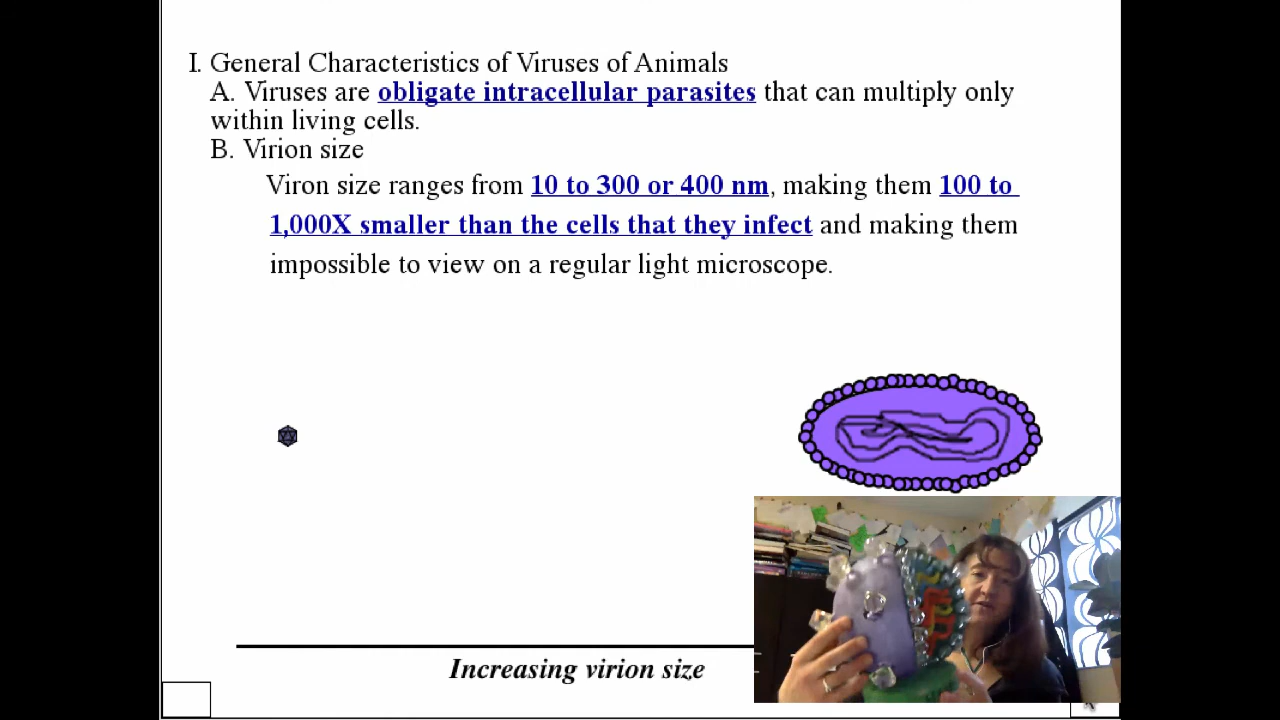 I. General Characteristics of Viruses of Animals
A. Viruses are obligate intracellular parasites that can multiply only
within living cells.
B. Virion size
Viron size ranges from 10 to 300 or 400 nm, making them 100 to
1,000X smaller than the cells that they infect and making them
impossible to view on a regular light microscope.
Increasing virion size